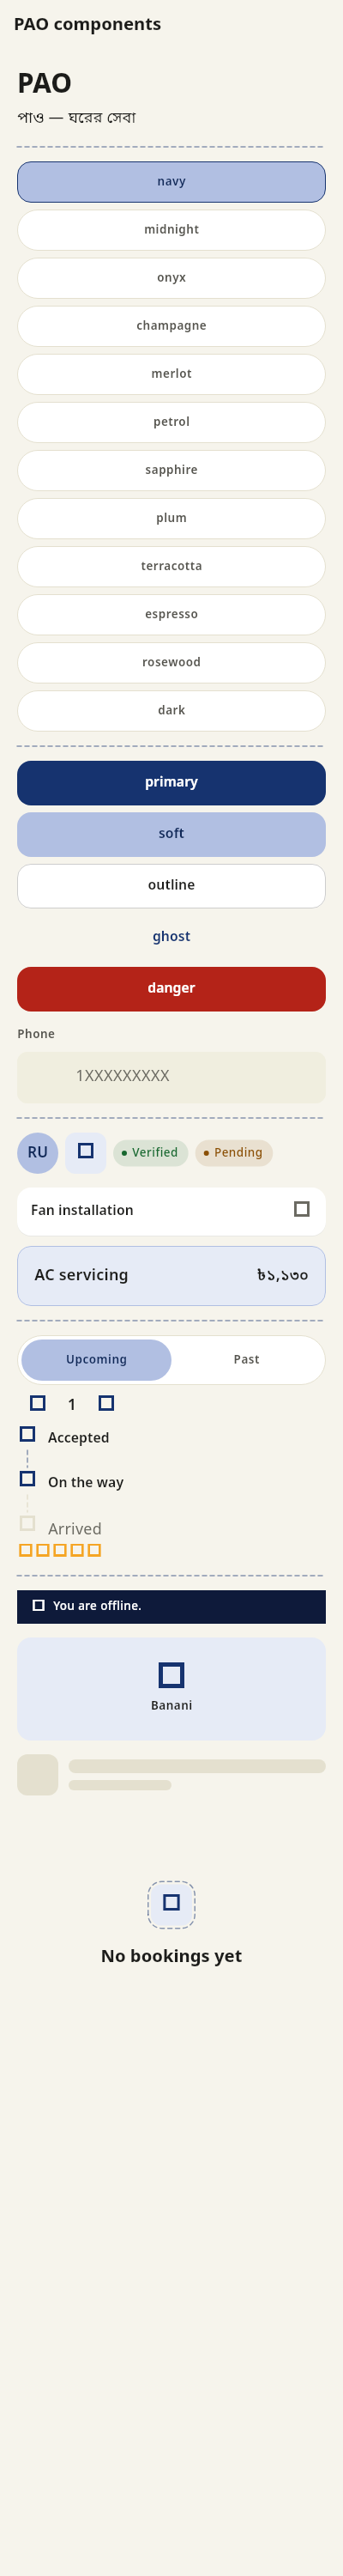 PAO components
PAO
পাও — ঘরের সেবা
navy
midnight
onyx
champagne
merlot
petrol
sapphire
plum
terracotta
espresso
rosewood
dark
primary
soft
outline
ghost
danger
Phone
1XXXXXXXXX
RU
Verified
Pending
Fan installation
AC servicing ৳১,১৩০
Upcoming Past
1
Accepted
On the way
Arrived
You are offline.
Banani
No bookings yet